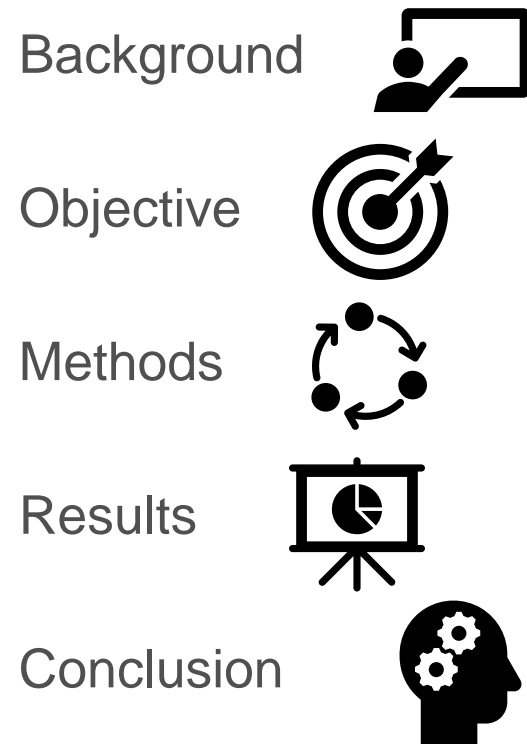 Background
Objective
Methods
Results
Conclusion